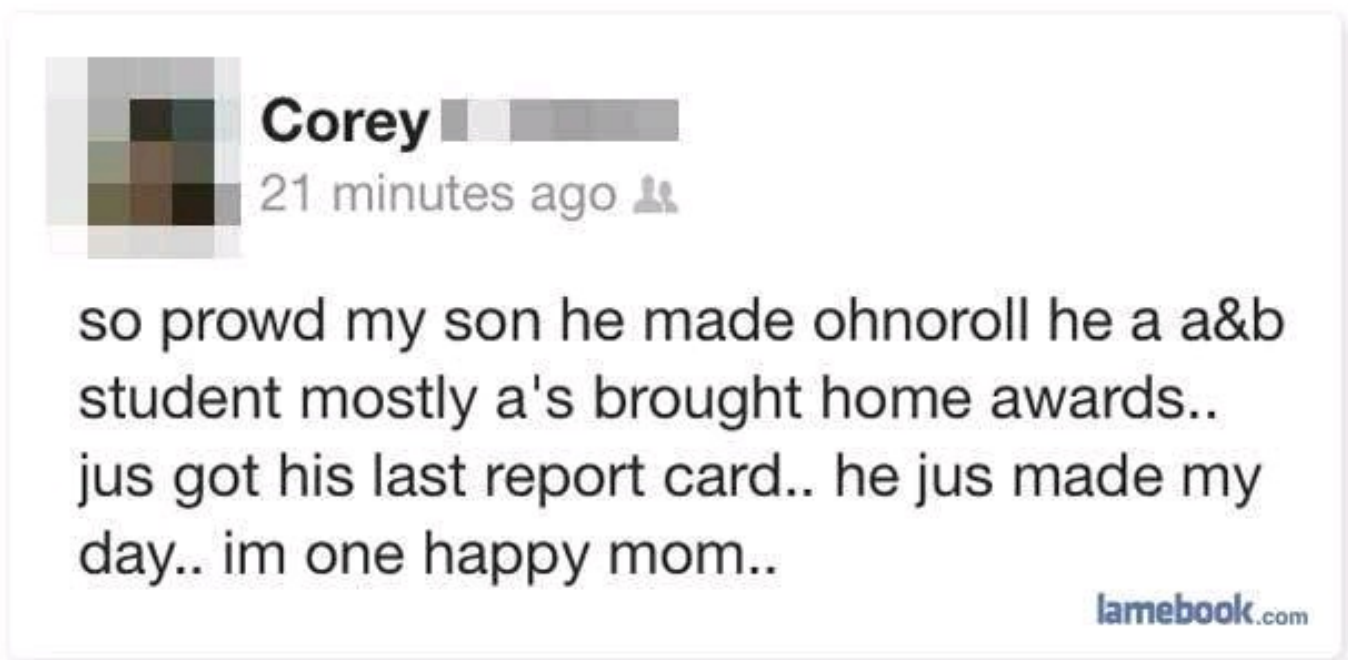 Corey
21 minutes ago
so prowd my son he made ohnoroll he a a&b
student mostly a's brought home awards..
jus got his last report card.. he jus made my
day.. im one happy mom..
lamebook.com